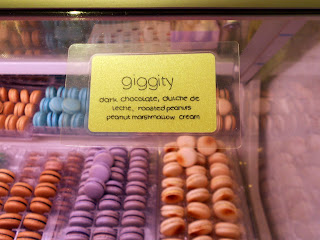 giggity
dark chocolate, dulche de
leche, roasted peanuts
peanut marshmallow cream